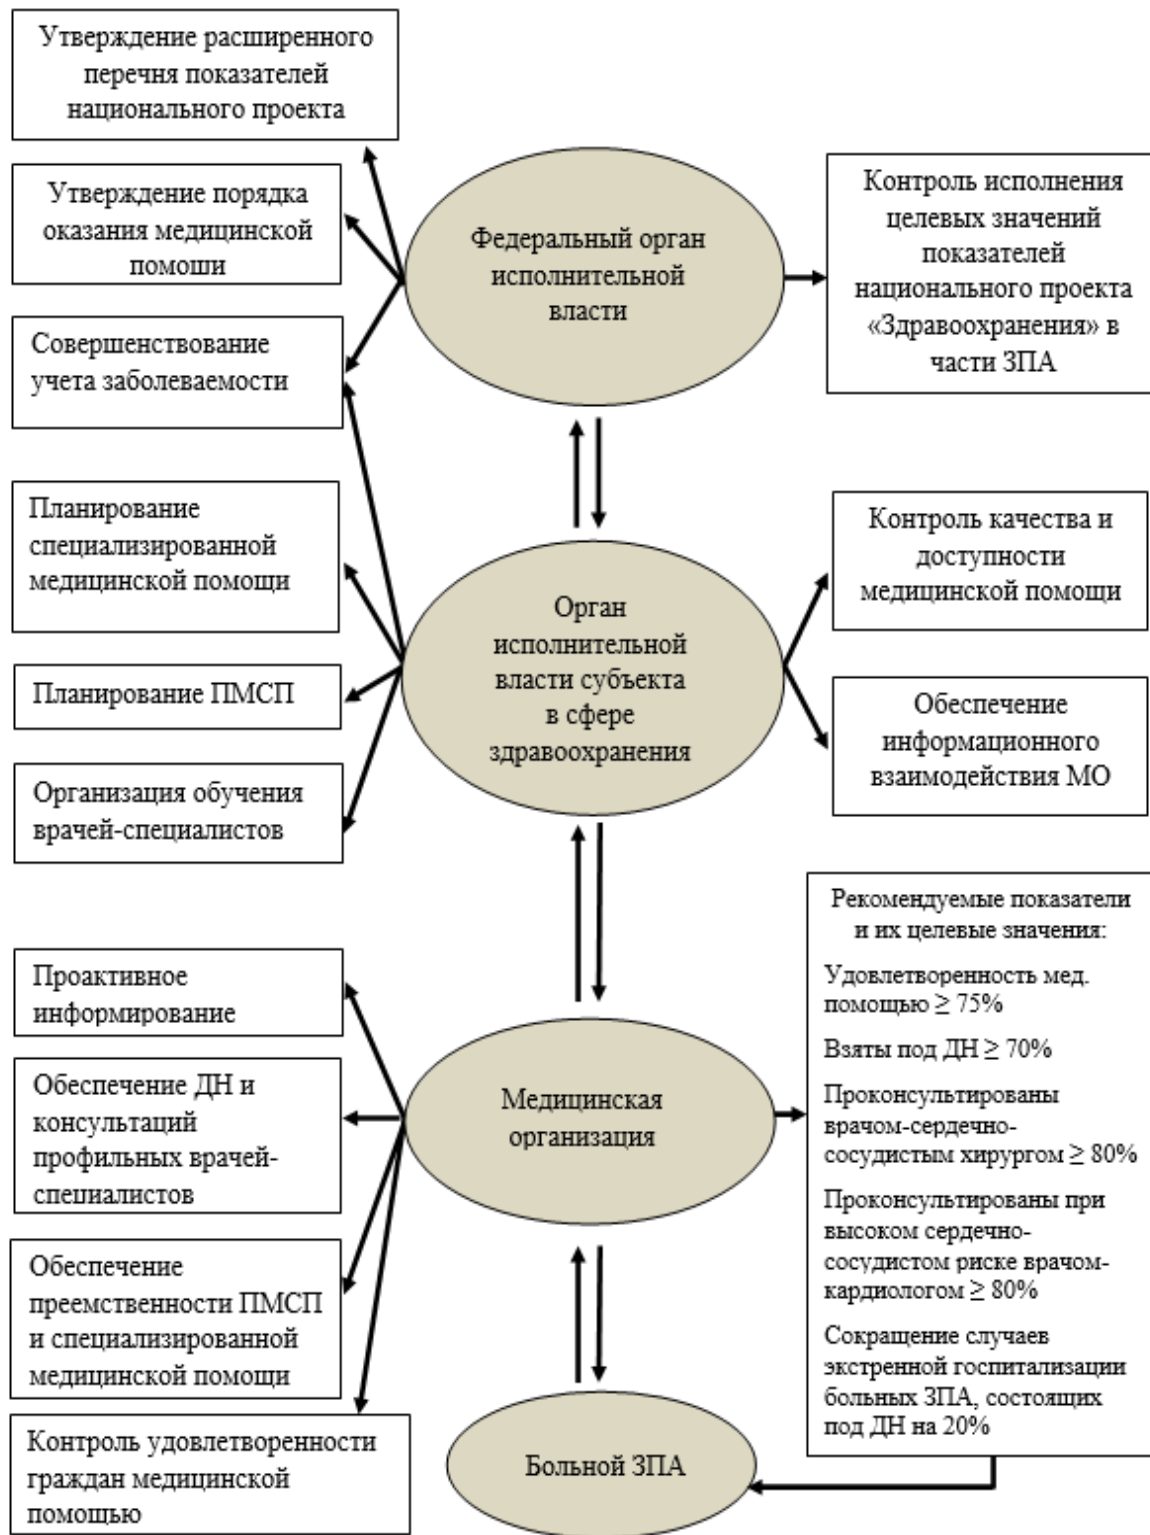 Утверждение расширенного
перечня показателей
национального проекта
Утверждение порядка
оказания медицинской
помоши
Совершенствование
учета заболеваемости
Федеральный орган
исполнительной
власти
Контроль исполнения
целевых значений
показателей
национального проекта
«Здравоохранения» в
части ЗПА
Планирование
специализированной
медицинской помощи
Планирование ПМСП
Организация обучения
врачей-специалистов
Орган
исполнительной
власти субъекта
в сфере
здравоохранения
Контроль качества и
доступности
медицинской помощи
Обеспечение
информационного
взаимодействия МО
Проактивное
информирование
Обеспечение ДН и
консультаций
профильных врачей-
специалистов
Обеспечение
преемственности ПМСП
и специализированной
медицинской помощи
Контроль удовлетворенности
граждан медицинской
помощью
Медицинская
организация
Рекомендуемые показатели
и их целевые значения:
Удовлетворенность мед.
помощью ≥ 75%
Взяты под ДН ≥ 70%
Проконсультированы
врачом-сердечно-
сосудистым хирургом ≥ 80%
Проконсультированы при
высоком сердечно-
сосудистом риске врачом-
кардиологом ≥ 80%
Сокращение случаев
экстренной госпитализации
больных ЗПА, состоящих
под ДН на 20%
Больной ЗПА